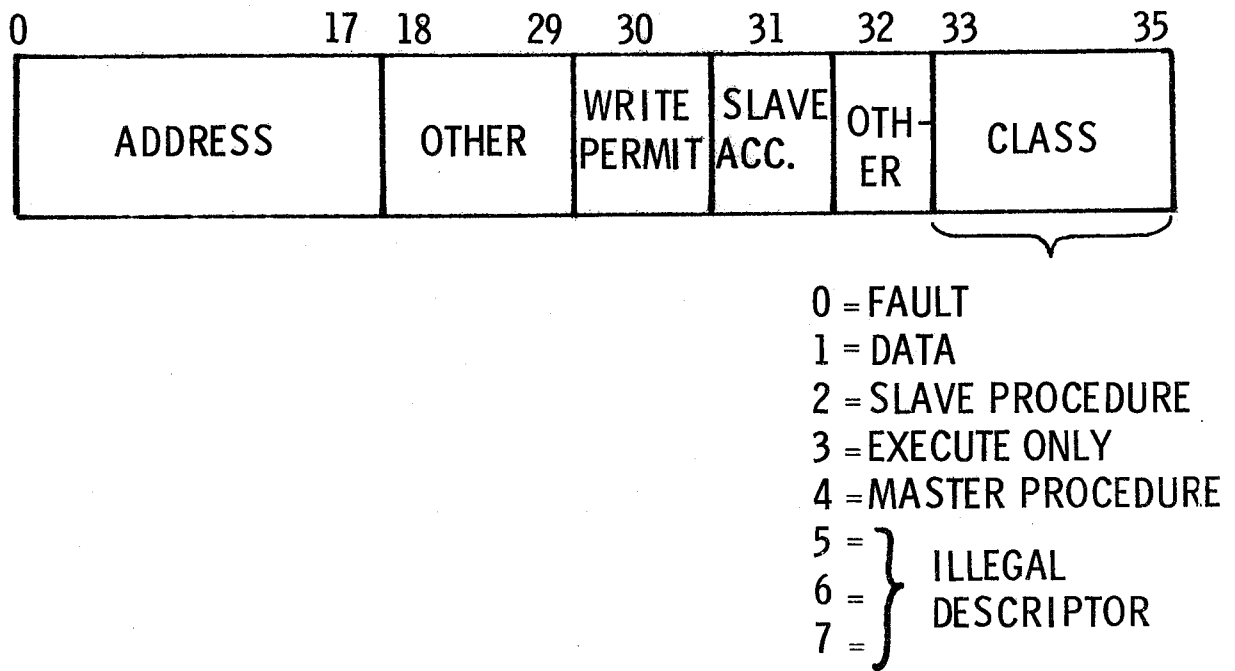 0 17 18 29 30 31 32 33 35
ADDRESS
OTHER
WRITE
PERMIT
SLAVE
ACC.
OTH-
ER
CLASS
0 = FAULT
1 = DATA
2 = SLAVE PROCEDURE
3 = EXECUTE ONLY
4 = MASTER PROCEDURE
5 =
6 =
7 =
ILLEGAL
DESCRIPTOR